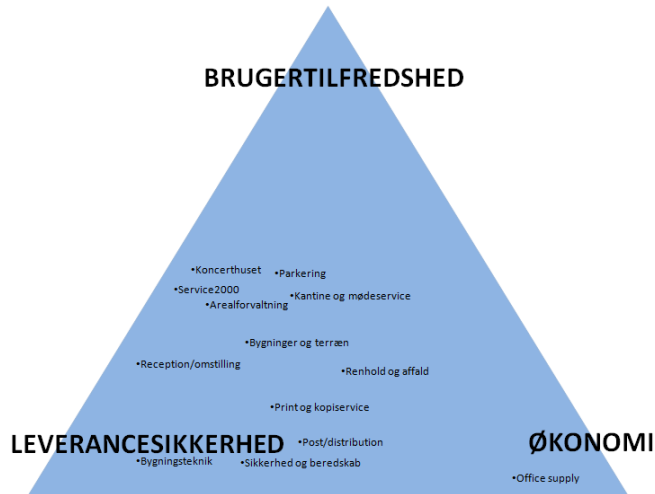 BRUGERTILFREDSHED
•Koncerthuset
•Parkering
•Service2000
•Kantine og mødeservice
•Arealforvaltning
•Bygninger og terræn
•Reception/omstilling
•Renhold og affald
•Print og kopiservice
LEVERANCESIKKERHED
•Post/distribution
ØKONOMI
•Bygningsteknik
•Sikkerhed og beredskab
•Office supply